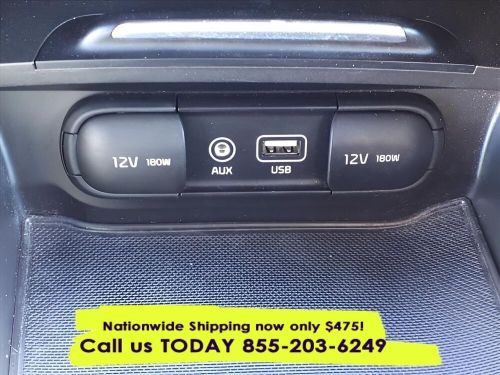 12V 180W
AUX
USB
12V 180W
Nationwide Shipping now only $475!
Call us TODAY 855-203-6249